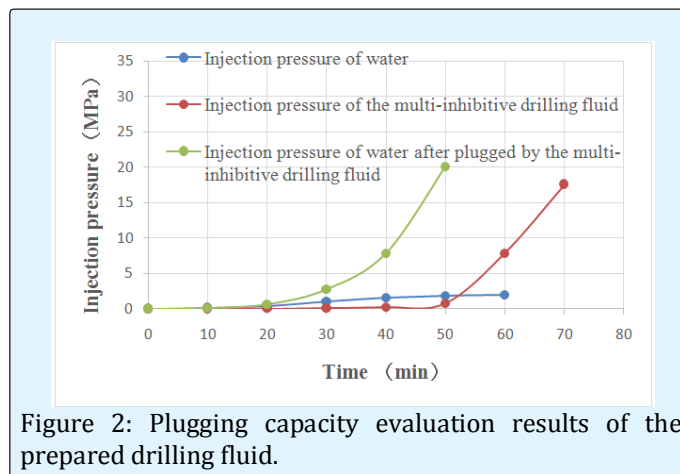 35
30
25
20
15
10
5
0
Injection pressure (MPa)
Injection pressure of water
Injection pressure of the multi-inhibitive drilling fluid
Injection pressure of water after plugged by the multi-
inhibitive drilling fluid
0 10 20 30 40 50 60 70 80
Time (min)
Figure 2: Plugging capacity evaluation results of the
prepared drilling fluid.